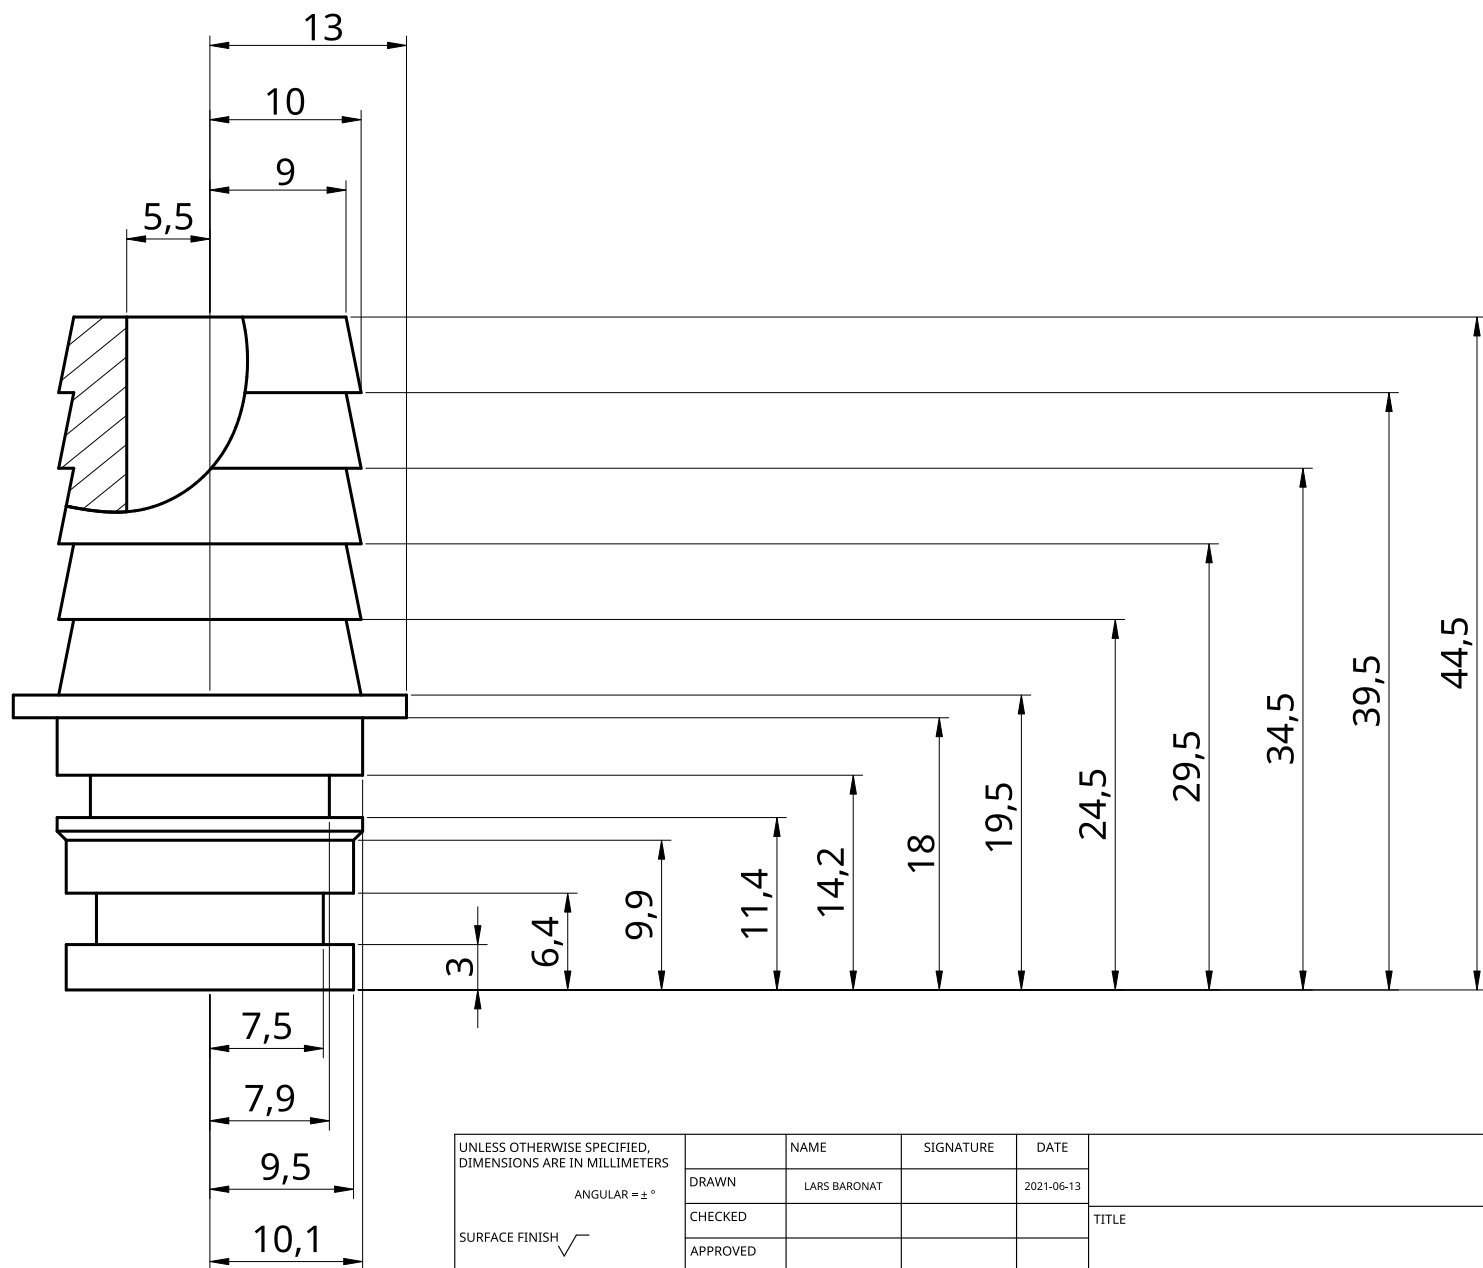 13
10
9
5,5
44,5
39,5
34,5
29,5
24,5
19,5
18
14,2
11,4
9,9
6,4
3
7,5
7,9
9,5
10,1
UNLESS OTHERWISE SPECIFIED,
DIMENSIONS ARE IN MILLIMETERS
ANGULAR = ± °
SURFACE FINISH
NAME SIGNATURE DATE
DRAWN LARS BARONAT 2021-06-13
CHECKED
APPROVED
TITLE